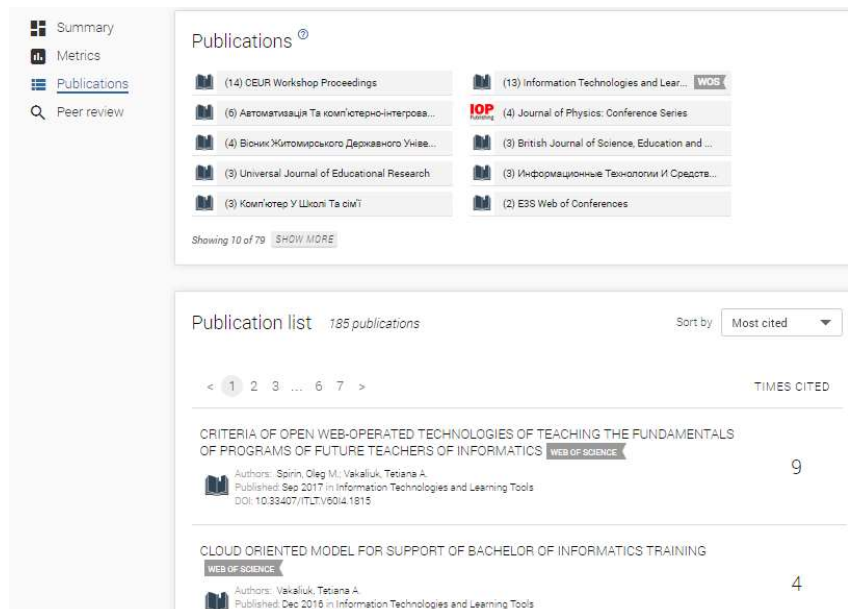 Summary
Metrics
Publications
Peer review
Publications ?
(14) CEUR Workshop Proceedings
(13) Information Technologies and Lear... WOS
(6) Автоматизація Та комп'ютерно-інтегрова...
IOP Publishing (4) Journal of Physics: Conference Series
(4) Вісник Житомирського Державного Уніве...
(3) British Journal of Science, Education and ...
(3) Universal Journal of Educational Research
(3) Информационные Технологии И Средств...
(3) Комп'ютер У Школі Та сім'ї
(2) E3S Web of Conferences
Showing 10 of 79 SHOW MORE
Publication list 185 publications
Sort by Most cited
< 1 2 3 ... 6 7 >
TIMES CITED
CRITERIA OF OPEN WEB-OPERATED TECHNOLOGIES OF TEACHING THE FUNDAMENTALS
OF PROGRAMS OF FUTURE TEACHERS OF INFORMATICS WEB OF SCIENCE
9
Authors: Spirin, Oleg M.; Vakaliuk, Tetiana A.
Published: Sep 2017 in Information Technologies and Learning Tools
DOI: 10.33407/ITLT.V60I4.1815
CLOUD ORIENTED MODEL FOR SUPPORT OF BACHELOR OF INFORMATICS TRAINING
WEB OF SCIENCE
4
Authors: Vakaliuk, Tetiana A.
Published: Dec 2016 in Information Technologies and Learning Tools